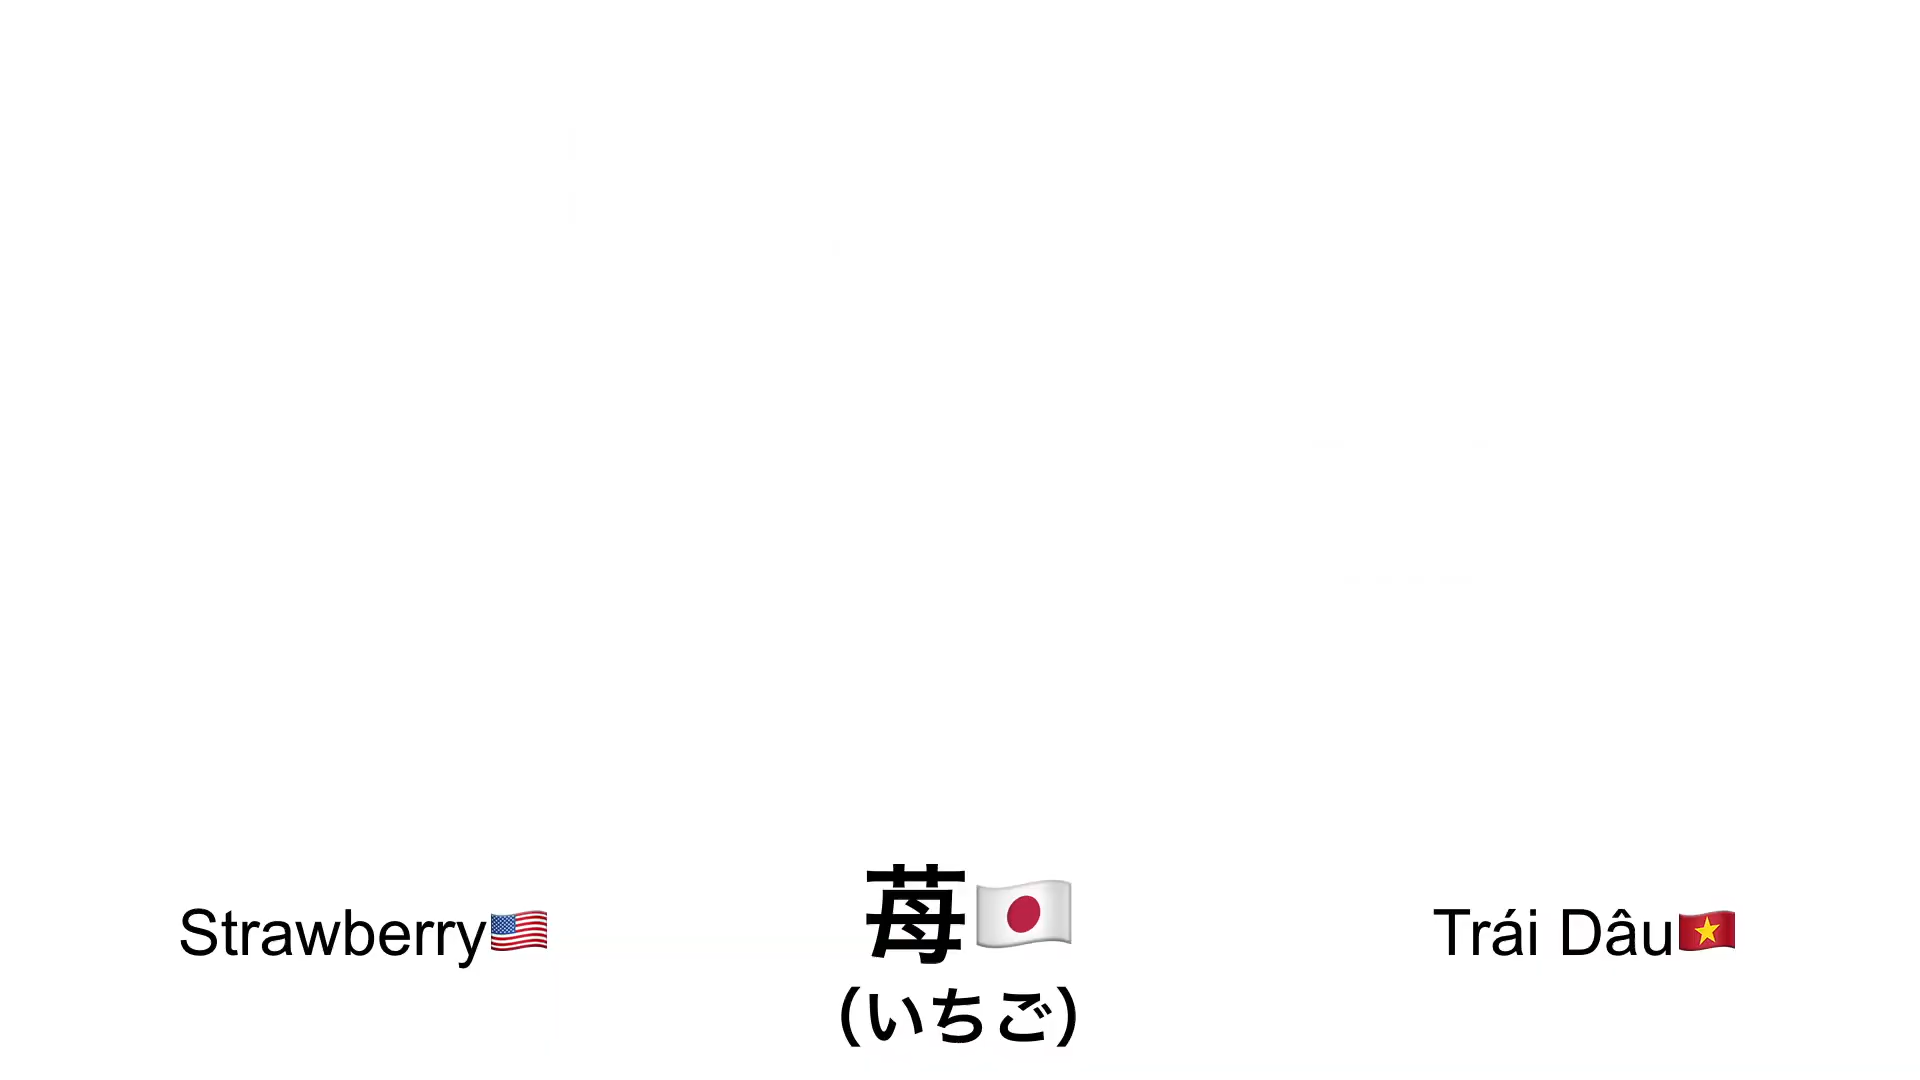 Strawberry🇺🇸
苺🇯🇵
(いちご)
Trái Dâu🇻🇳